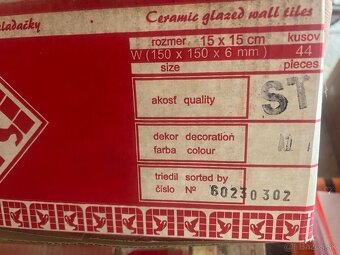 kladačky
Ceramic glazed wall tiles
rozmer 15 x 15 cm kusov
W (150 x 150 x 6 mm) 44
size pieces
akosť quality ST
dekor decoration
farba colour
triedil sorted by
číslo № 60230302